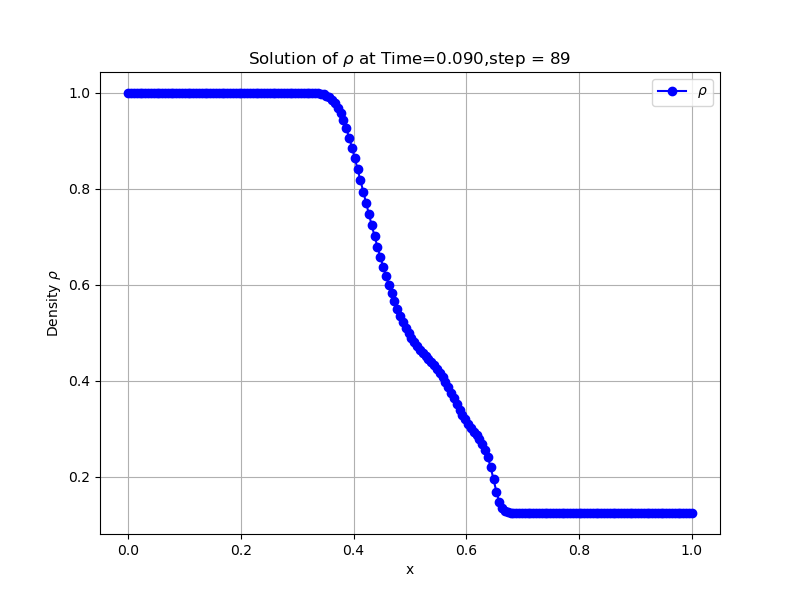 Solution of ρ at Time=0.090,step = 89
ρ
1.0
0.8
0.6
0.4
0.2
Density ρ
0.0 0.2 0.4 0.6 0.8 1.0
x